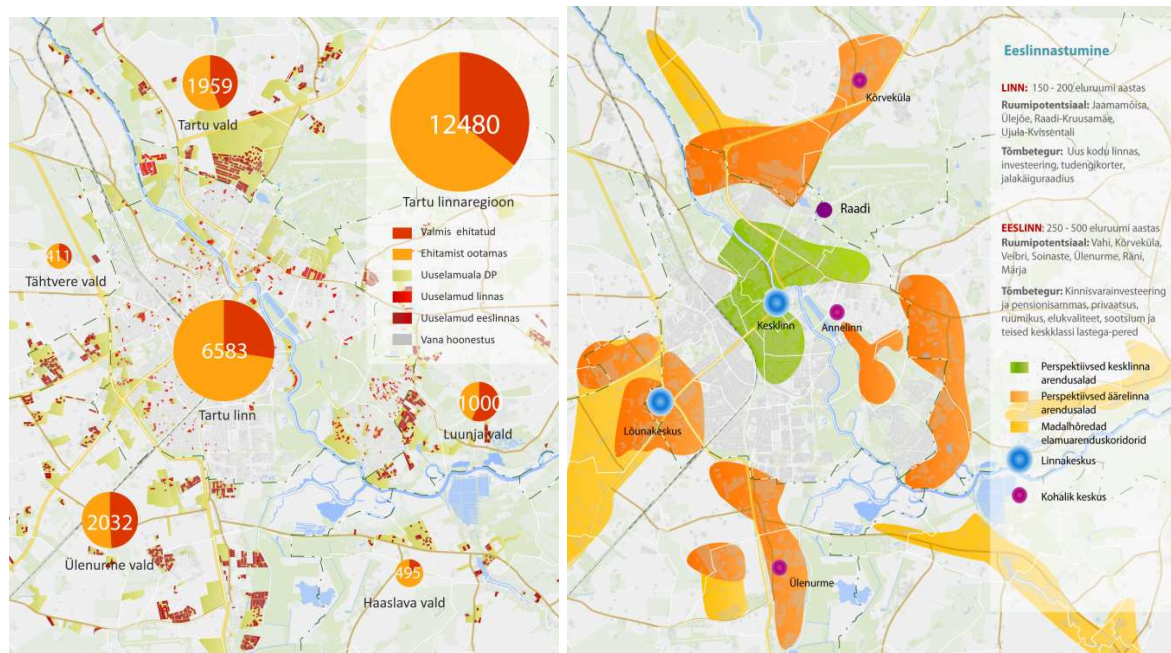 1959
Tartu vald
12480
Tartu linnaregioon
Valmis ehitatud
Ehitamist ootamas
Uuselamuala DP
Uuselamud linnas
Uuselamud eeslinnas
Vana hoonestus
411
Tähtvere vald
6583
Tartu linn
1000
Luunja vald
2032
Ülenurme vald
495
Haaslava vald
Kõrveküla
Raadi
Kesklinn
Annelinn
Lõunakeskus
Ülenurme
Eeslinnastumine
LINN: 150 - 200 eluruumi aastas
Ruumipotentsiaal: Jaamamõisa,
Ülejõe, Raadi-Kruusamäe,
Ujula-Kvissentali
Tõmbetegur: Uus kodu linnas,
investeering, tudengikorter,
jalakäiguraadius
EESLINN: 250 - 500 eluruumi aastas
Ruumipotentsiaal: Vahi, Kõrveküla,
Veibri, Soinaste, Ülenurme, Räni,
Märja
Tõmbetegur: Kinnisvarainvesteering
ja pensionisammas, privaatsus,
ruumikus, elukvaliteet, sootsium ja
teised keskklassi lastega-pered
Perspektiivsed kesklinna
arendusalad
Perspektiivsed äärelinna
arendusalad
Madalhõredad
elamuarenduskoridorid
Linnakeskus
Kohalik keskus